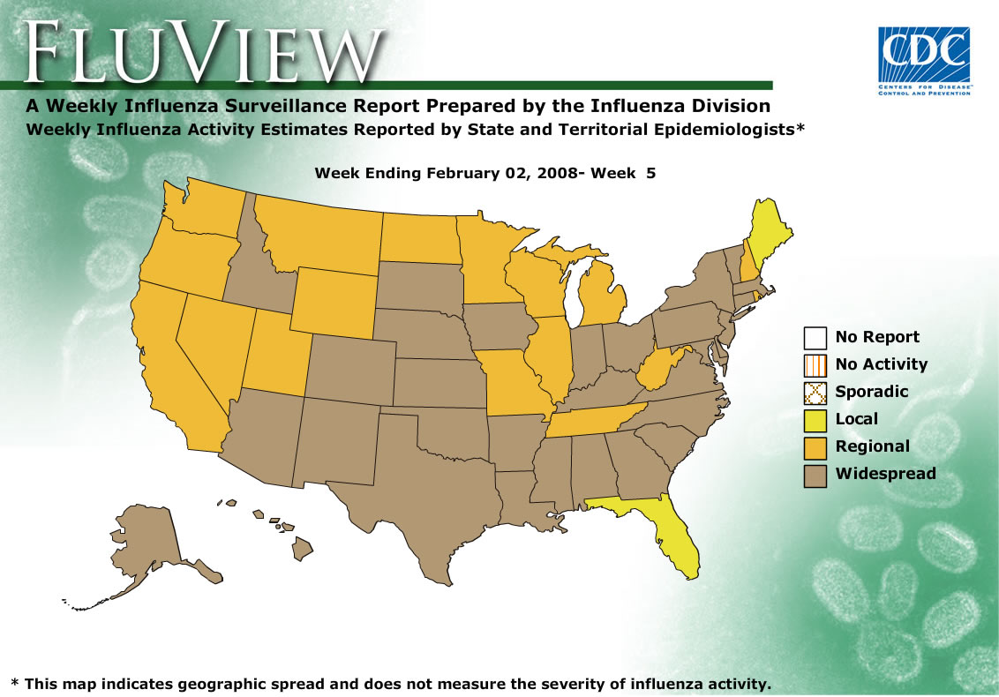 FLUVIEW
CDC
CENTERS FOR DISEASE™
CONTROL AND PREVENTION
A Weekly Influenza Surveillance Report Prepared by the Influenza Division
Weekly Influenza Activity Estimates Reported by State and Territorial Epidemiologists*
Week Ending February 02, 2008- Week 5
No Report
No Activity
Sporadic
Local
Regional
Widespread
* This map indicates geographic spread and does not measure the severity of influenza activity.